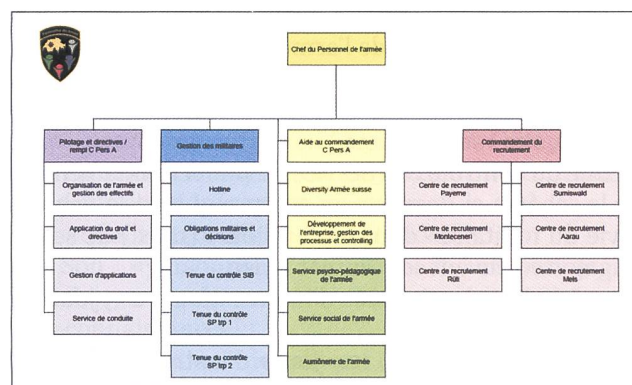 Chef du Personnel de l'armée
Pilotage et directives /
rempl C Pers A
Organisation de l'armée et
gestion des effectifs
Application du droit et
directives
Gestion d'applications
Service de conduite
Gestion des militaires
Hotline
Obligations militaires et
décisions
Tenue du contrôle SIB
Tenue du contrôle
SP trp 1
Tenue du contrôle
SP trp 2
Aide au commandement
C Pers A
Diversity Armée suisse
Développement de
l'entreprise, gestion des
processus et controlling
Service psycho-pédagogique
de l'armée
Service social de l'armée
Aumônerie de l'armée
Commandement du
recrutement
Centre de recrutement
Payerne
Centre de recrutement
Sumiswald
Centre de recrutement
Monteceneri
Centre de recrutement
Aarau
Centre de recrutement
Rüti
Centre de recrutement
Mels